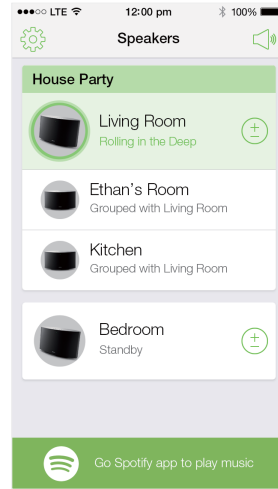 LTE 12:00 pm 100%
Speakers
House Party
Living Room
Rolling in the Deep
Ethan's Room
Grouped with Living Room
Kitchen
Grouped with Living Room
Bedroom
Standby
Go Spotify app to play music